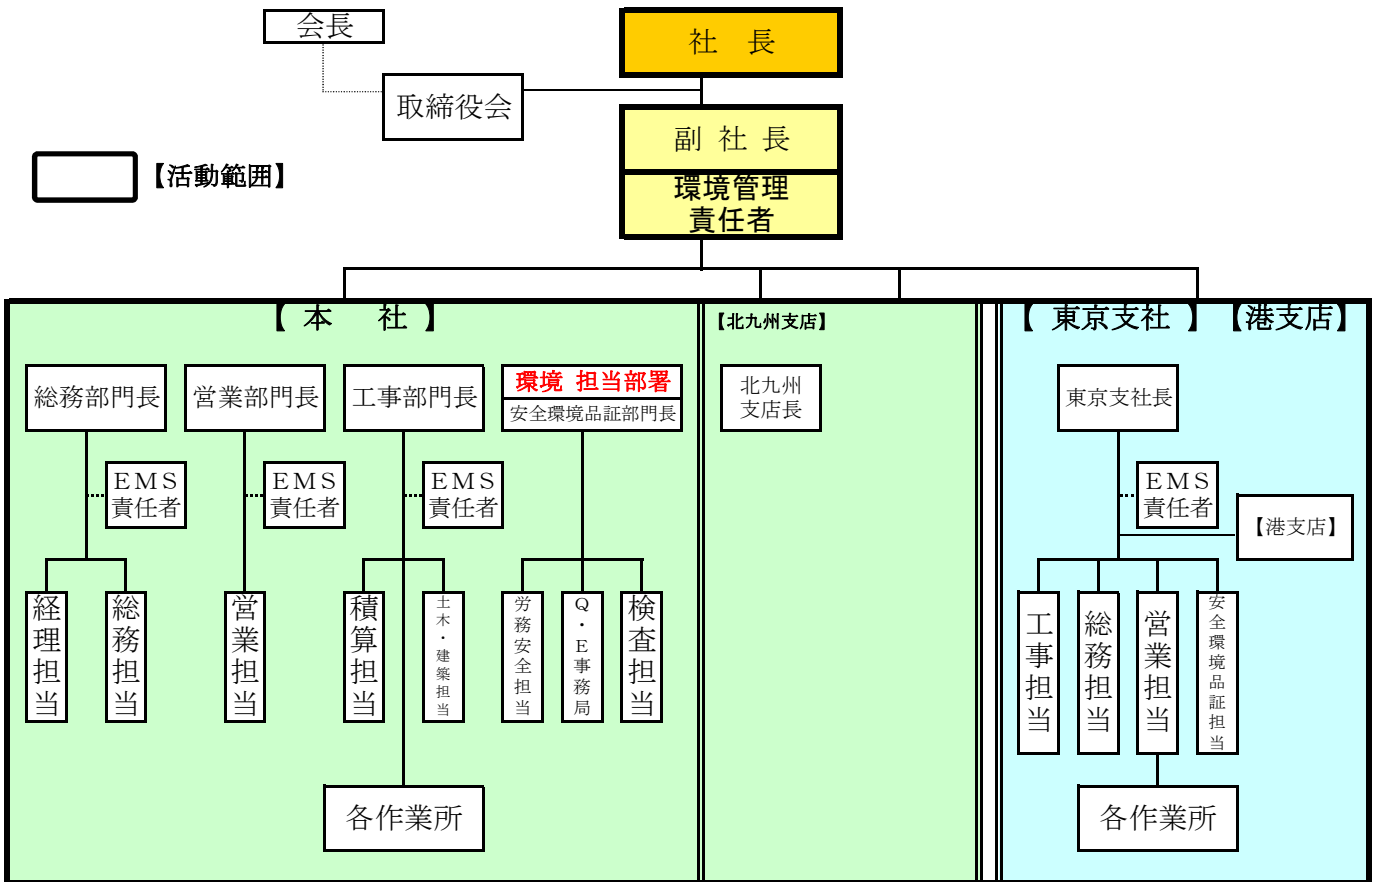 会長
社　長
取締役会
副 社 長
環境管理
責任者
【活動範囲】
【 本　社 】
【北九州支店】
【 東京支社 】【港支店】
総務部門長
営業部門長
工事部門長
環境 担当部署
安全環境品証部門長
北九州
支店長
東京支社長
ＥＭＳ
責任者
ＥＭＳ
責任者
ＥＭＳ
責任者
ＥＭＳ
責任者
【港支店】
経理担当
総務担当
営業担当
積算担当
土木・建築担当
労務安全担当
Ｑ・Ｅ事務局
検査担当
工事担当
総務担当
営業担当
安全環境品証担当
各作業所
各作業所